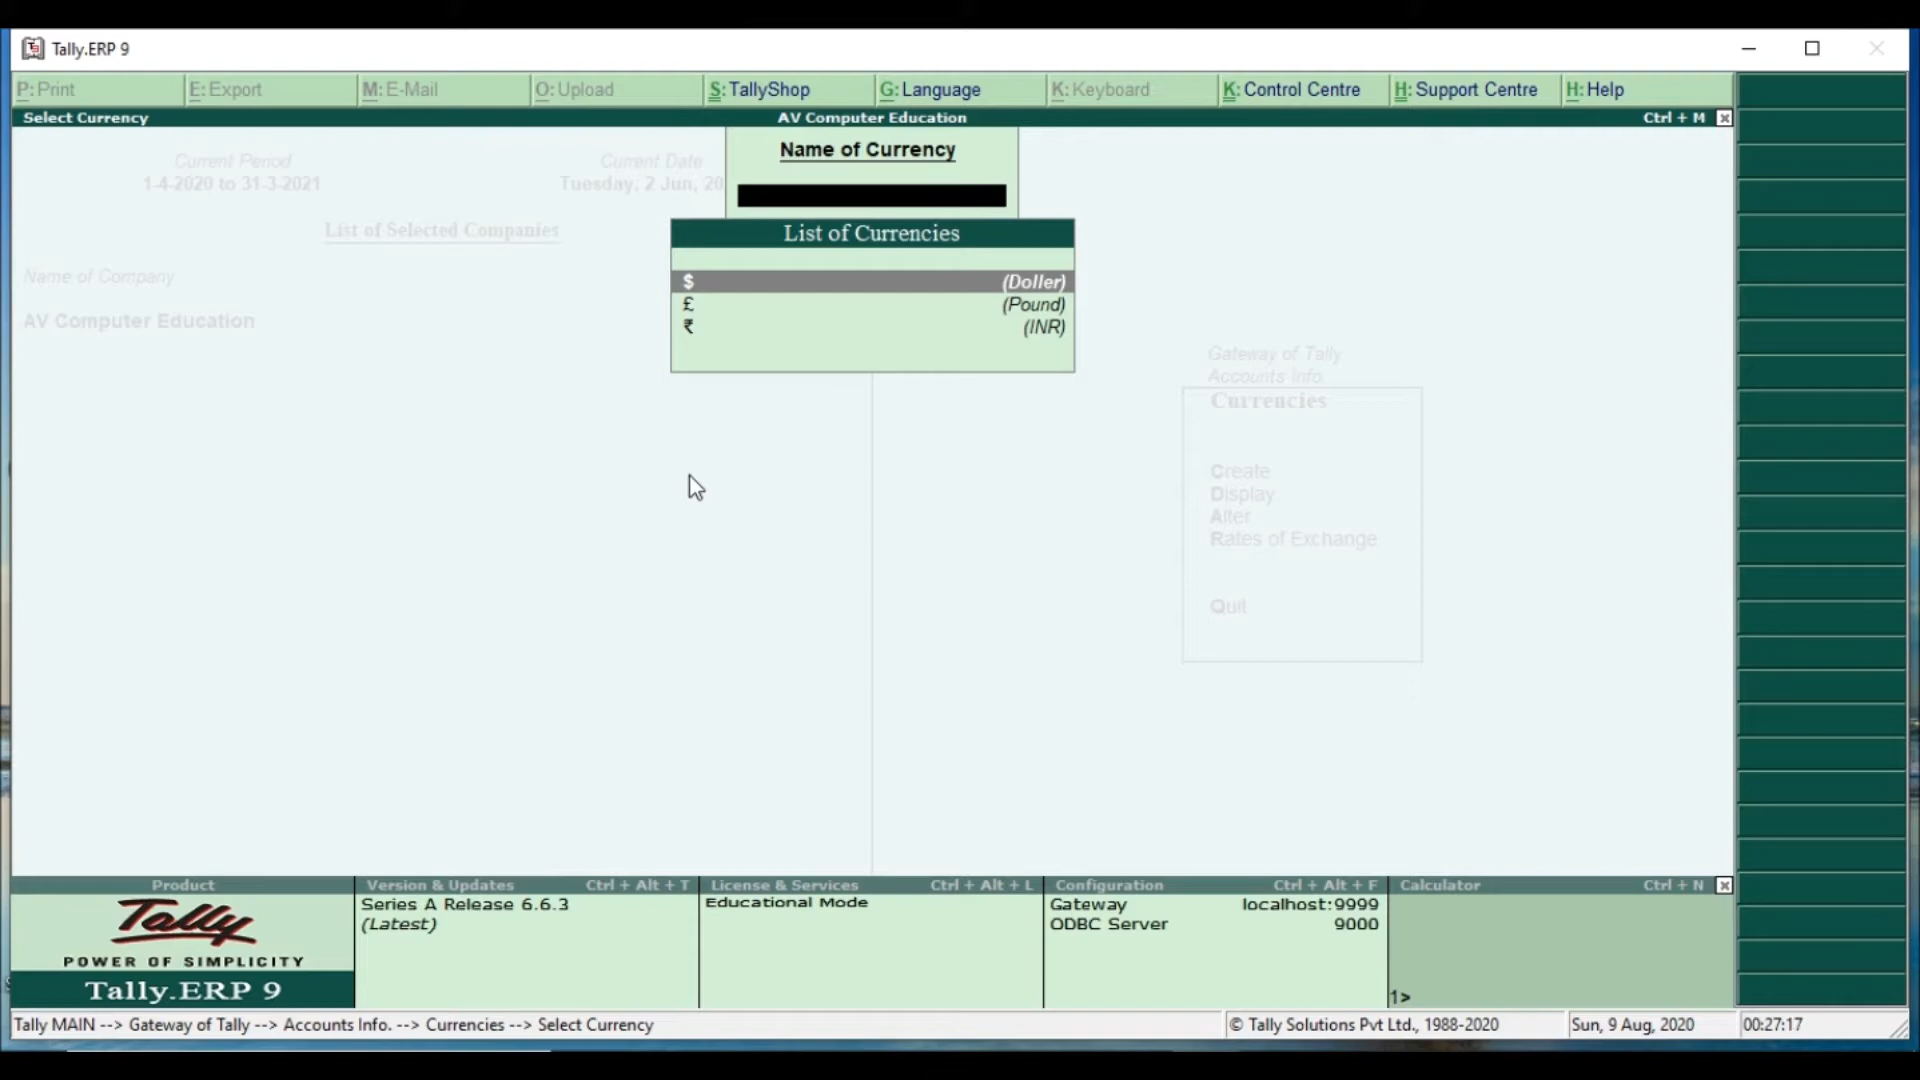 Tally.ERP 9
P: Print E: Export M: E-Mail O: Upload S: TallyShop G: Language K: Keyboard K: Control Centre H: Support Centre H: Help
Select Currency AV Computer Education Ctrl + M
Name of Currency
Current Period Current Date
1-4-2020 to 31-3-2021 Tuesday, 2 Jun, 20
List of Selected Companies
List of Currencies
Name of Company
$ (Doller)
£ (Pound)
₹ (INR)
AV Computer Education
Gateway of Tally
Accounts Info.
Currencies
Create
Display
Alter
Rates of Exchange
Quit
Product Version & Updates Ctrl + Alt + T License & Services Ctrl + Alt + L Configuration Ctrl + Alt + F Calculator Ctrl + N
Tally
POWER OF SIMPLICITY
Tally.ERP 9
Series A Release 6.6.3
(Latest)
Educational Mode
Gateway localhost:9999
ODBC Server 9000
1>
Tally MAIN --> Gateway of Tally --> Accounts Info. --> Currencies --> Select Currency © Tally Solutions Pvt Ltd., 1988-2020 Sun, 9 Aug, 2020 00:27:17